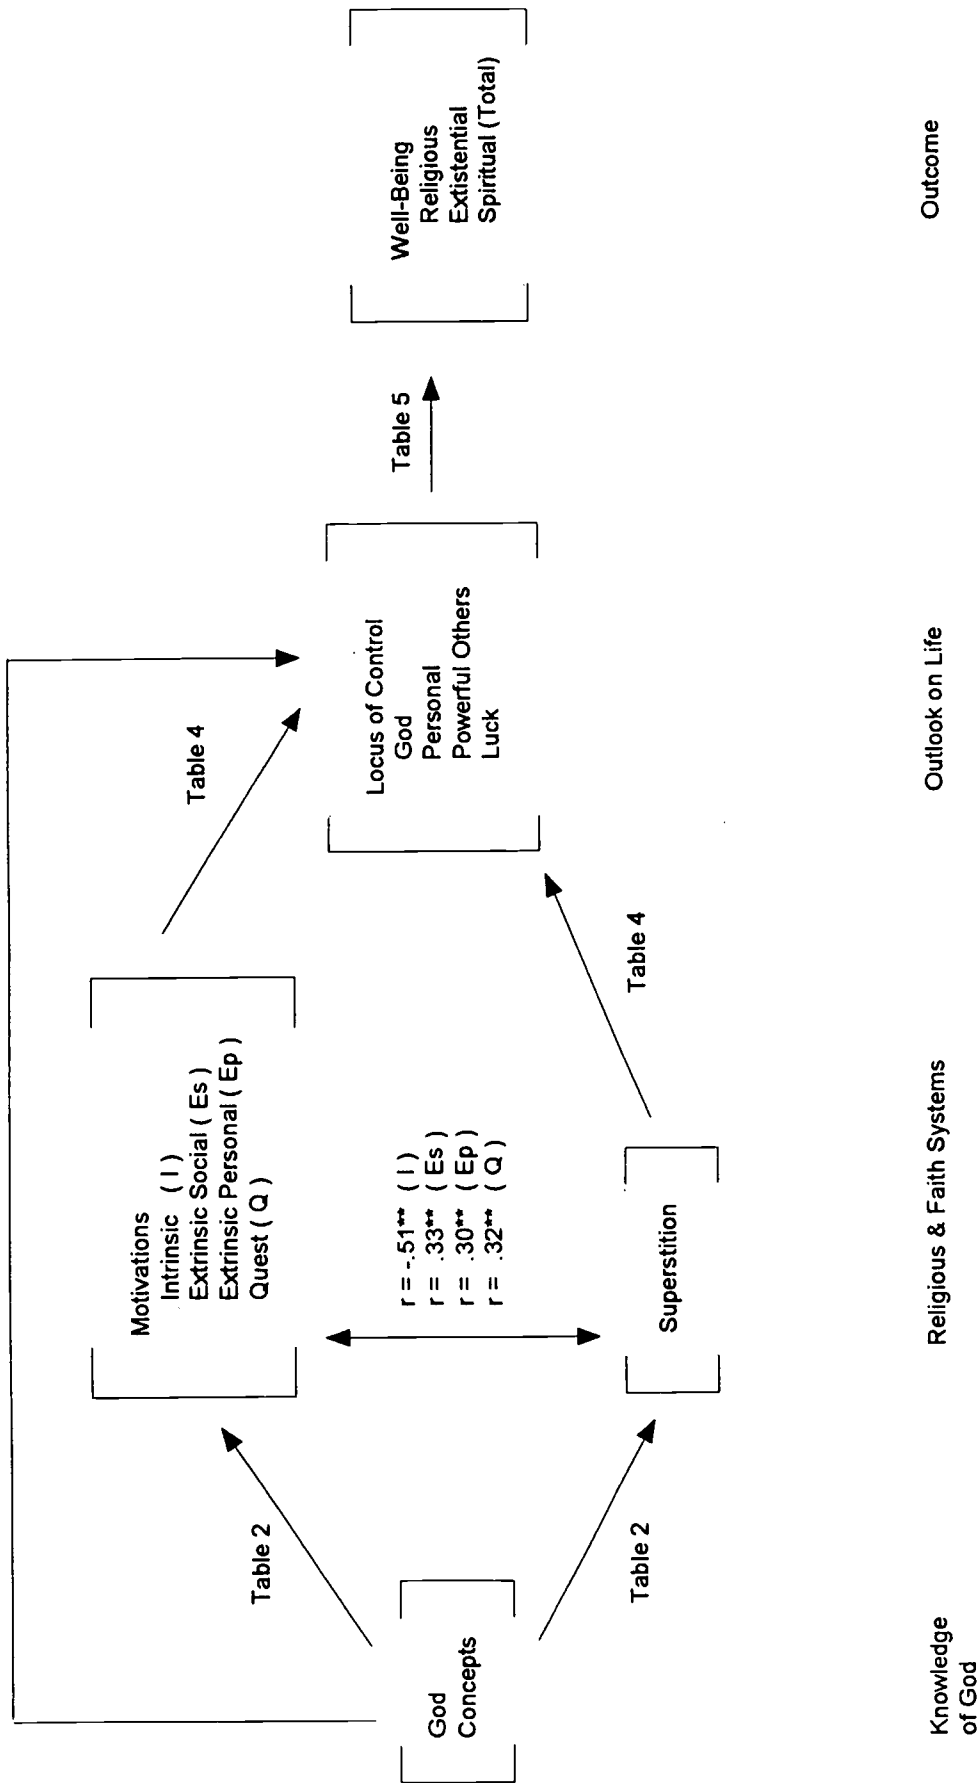 Table 2
God
Concepts
Table 2
Motivations
Intrinsic ( I )
Extrinsic Social ( Es )
Extrinsic Personal ( Ep )
Quest ( Q )
r = -.51** ( I )
r = .33** ( Es )
r = .30** ( Ep )
r = .32** ( Q )
Superstition
Table 4
Table 4
Locus of Control
God
Personal
Powerful Others
Luck
Table 5
Well-Being
Religious
Extistential
Spiritual (Total)
Knowledge
of God
Religious & Faith Systems
Outlook on Life
Outcome